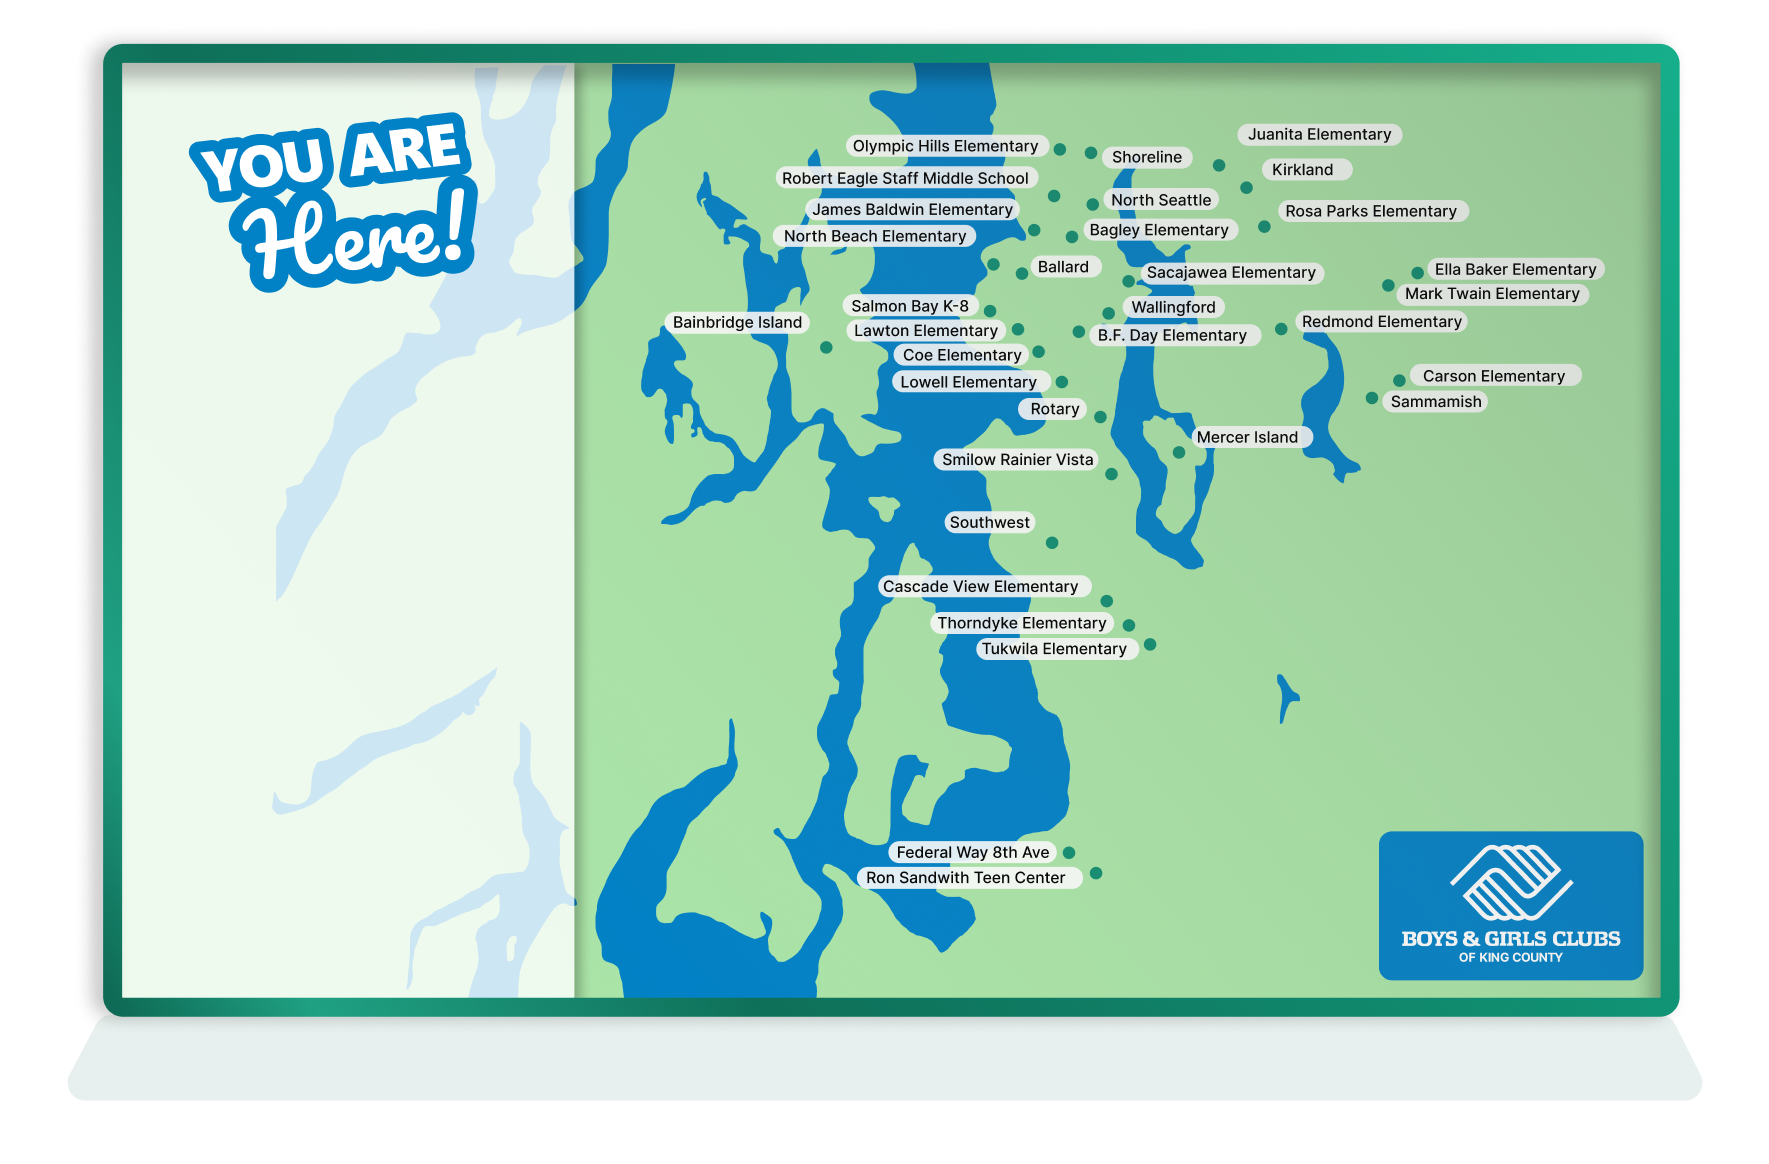 YOU ARE
Here!
Olympic Hills Elementary
Shoreline
Juanita Elementary
Kirkland
Robert Eagle Staff Middle School
North Seattle
James Baldwin Elementary
Rosa Parks Elementary
North Beach Elementary
Bagley Elementary
Ballard
Sacajawea Elementary
Ella Baker Elementary
Mark Twain Elementary
Salmon Bay K-8
Wallingford
Bainbridge Island
Lawton Elementary
B.F. Day Elementary
Redmond Elementary
Coe Elementary
Lowell Elementary
Carson Elementary
Sammamish
Rotary
Mercer Island
Smilow Rainier Vista
Southwest
Cascade View Elementary
Thorndyke Elementary
Tukwila Elementary
Federal Way 8th Ave
Ron Sandwith Teen Center
BOYS & GIRLS CLUBS
OF KING COUNTY